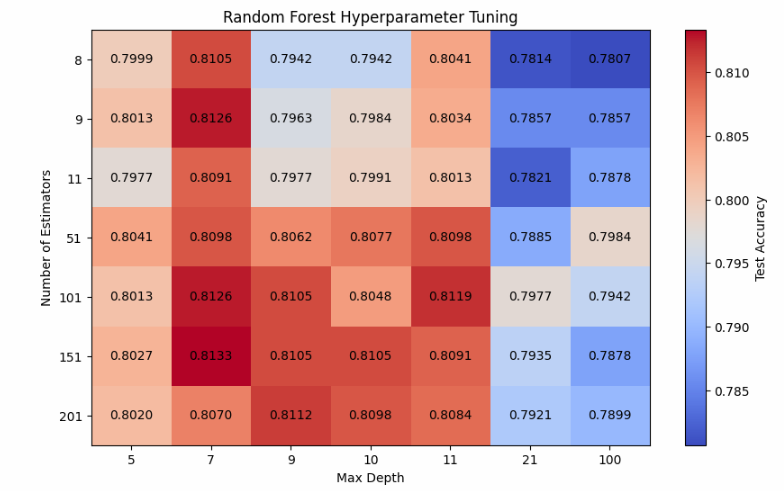 Random Forest Hyperparameter Tuning
8 0.7999 0.8105 0.7942 0.7942 0.8041 0.7814 0.7807
9 0.8013 0.8126 0.7963 0.7984 0.8034 0.7857 0.7857
11 0.7977 0.8091 0.7977 0.7991 0.8013 0.7821 0.7878
51 0.8041 0.8098 0.8062 0.8077 0.8098 0.7885 0.7984
101 0.8013 0.8126 0.8105 0.8048 0.8119 0.7977 0.7942
151 0.8027 0.8133 0.8105 0.8105 0.8091 0.7935 0.7878
201 0.8020 0.8070 0.8112 0.8098 0.8084 0.7921 0.7899
5 7 9 10 11 21 100
Max Depth
Number of Estimators
0.810
0.805
0.800
0.795
0.790
0.785
Test Accuracy